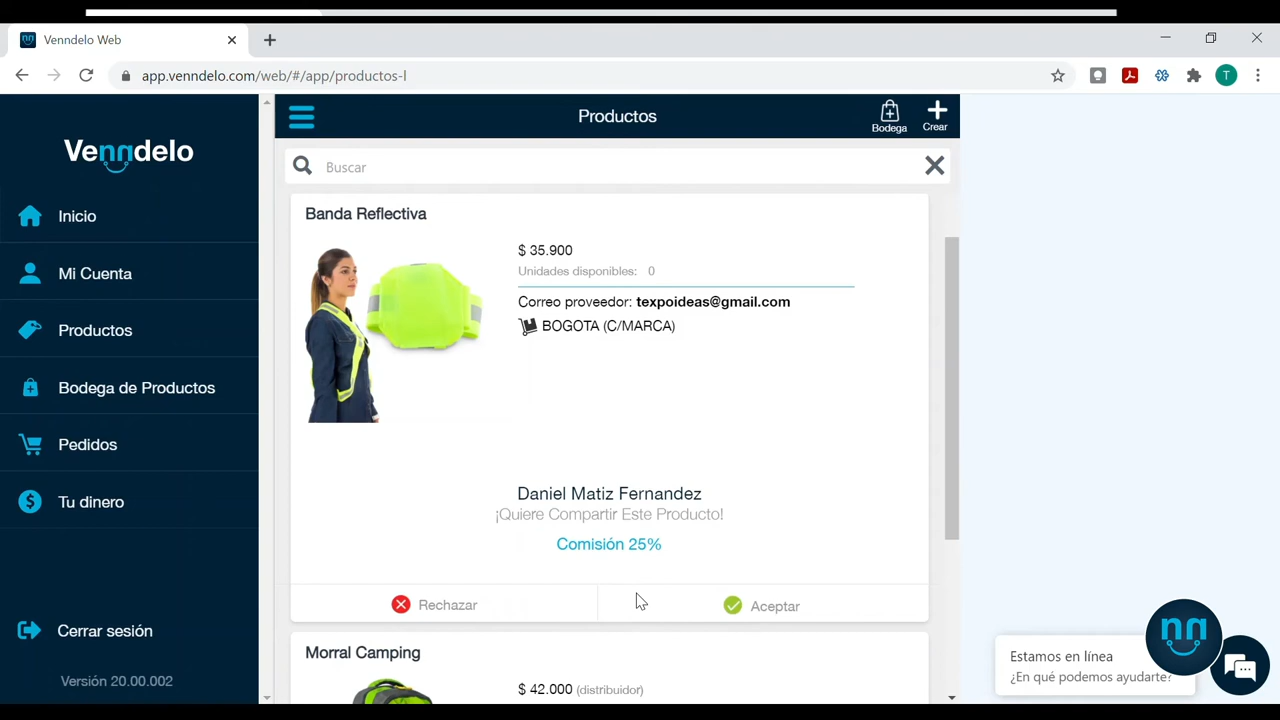 Venndelo Web
app.venndelo.com/web/#/app/productos-l
T
Venndelo
Inicio
Mi Cuenta
Productos
Bodega de Productos
Pedidos
Tu dinero
Cerrar sesión
Versión 20.00.002
Productos
Bodega
Crear
Buscar
Banda Reflectiva
$ 35.900
Unidades disponibles: 0
Correo proveedor: texpoideas@gmail.com
BOGOTA (C/MARCA)
Daniel Matiz Fernandez
¡Quiere Compartir Este Producto!
Comisión 25%
Rechazar
Aceptar
Morral Camping
$ 42.000 (distribuidor)
Estamos en línea
¿En qué podemos ayudarte?
nn